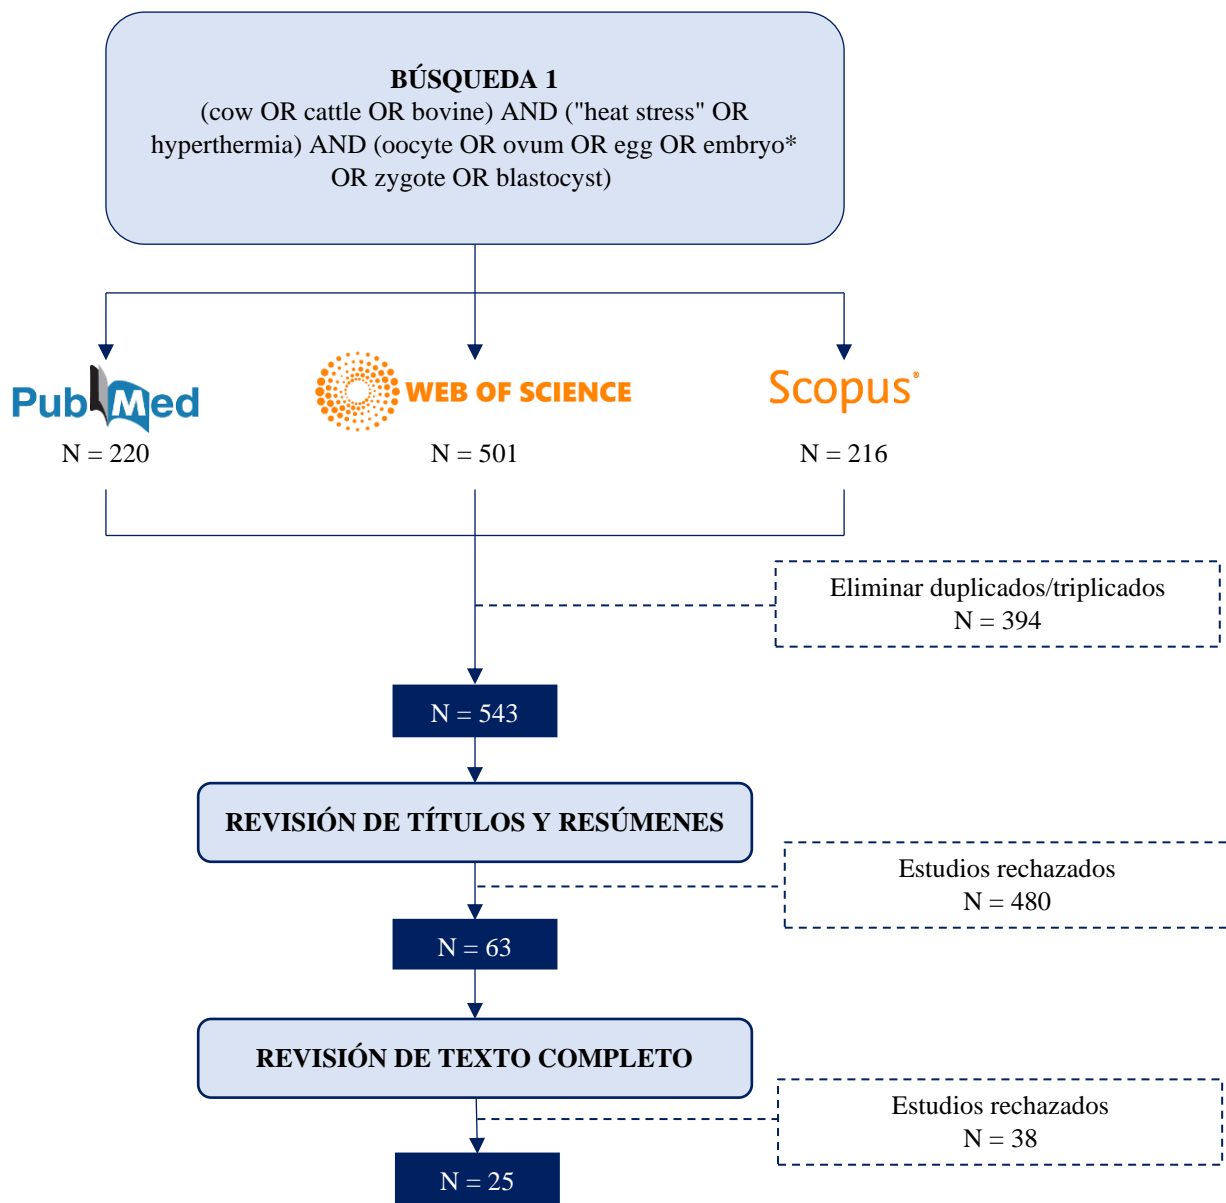 BÚSQUEDA 1
(cow OR cattle OR bovine) AND ("heat stress" OR
hyperthermia) AND (oocyte OR ovum OR egg OR embryo*
OR zygote OR blastocyst)
PubMed
WEB OF SCIENCE
Scopus®
N = 220
N = 501
N = 216
Eliminar duplicados/triplicados
N = 394
N = 543
REVISIÓN DE TÍTULOS Y RESÚMENES
Estudios rechazados
N = 480
N = 63
REVISIÓN DE TEXTO COMPLETO
Estudios rechazados
N = 38
N = 25